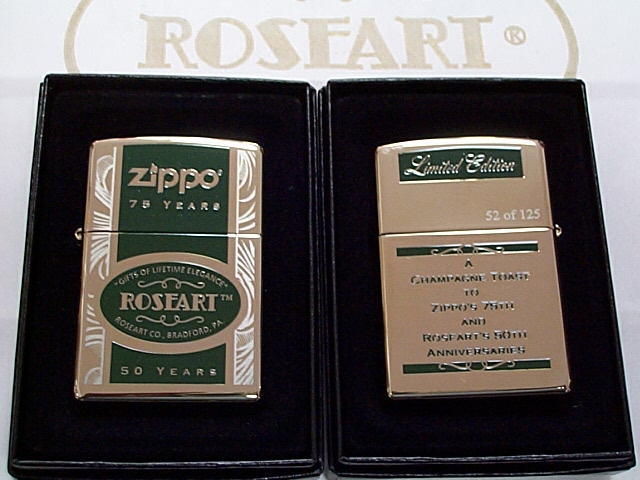 ROSEART®
Zippo
75 YEARS
"GIFTS OF LIFETIME ELEGANCE"
ROSEART™
ROSEART CO., BRADFORD, PA.
50 YEARS
Limited Edition
52 of 125
A
CHAMPAGNE TOAST
TO
ZIPPO'S 75TH
AND
ROSEART'S 50TH
ANNIVERSARIES